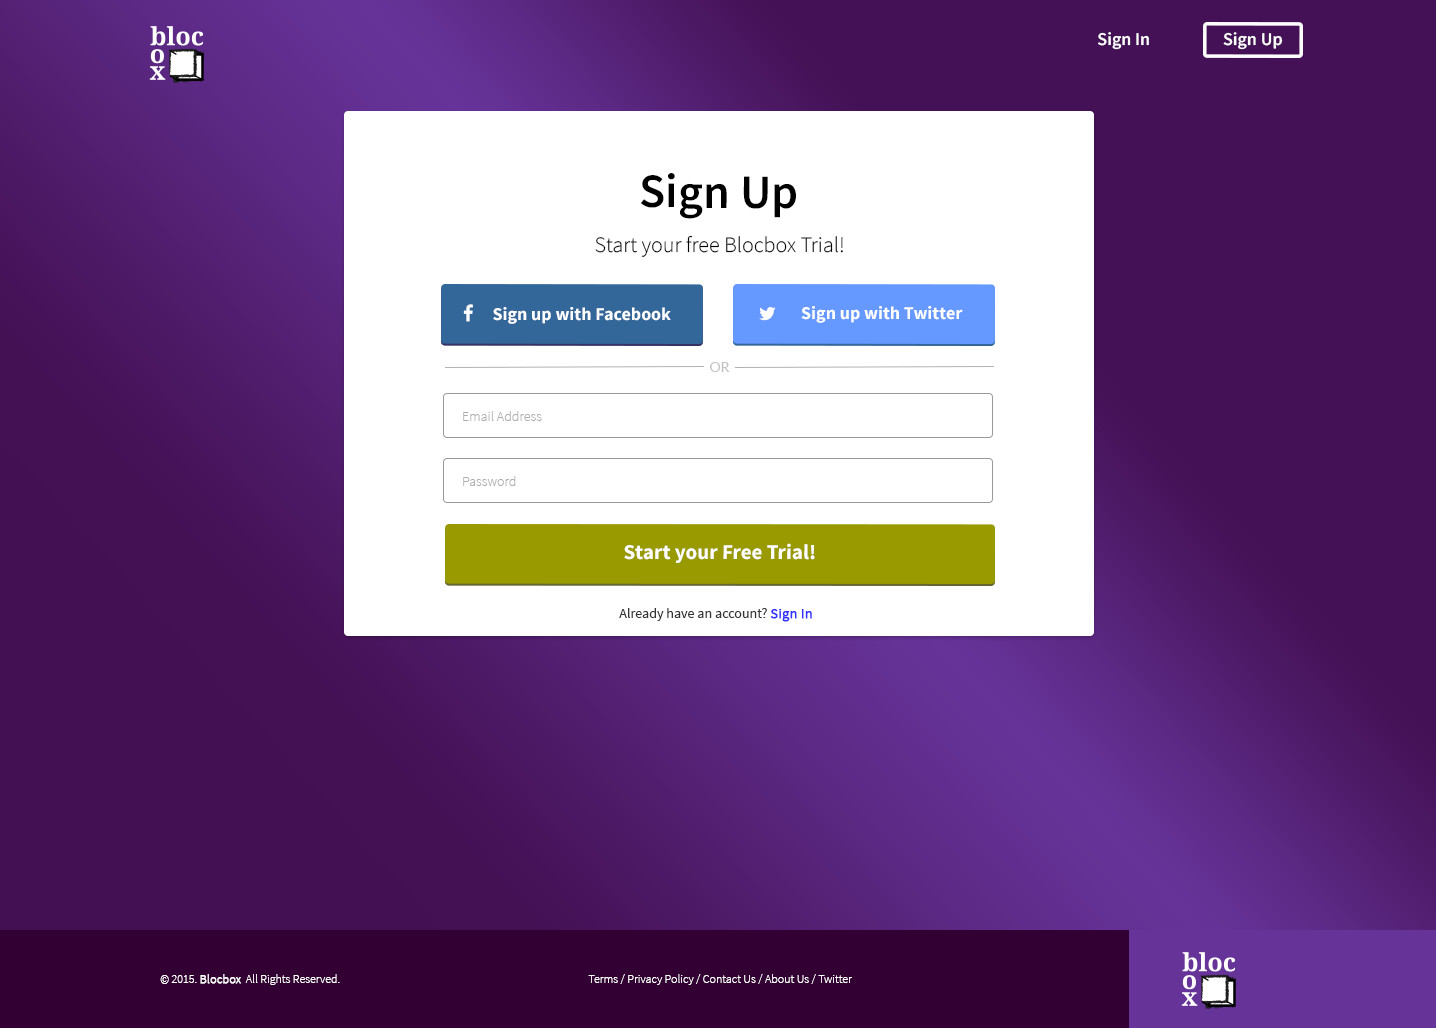 bloc
o
x
Sign In
Sign Up
Sign Up
Start your free Blocbox Trial!
Sign up with Facebook
Sign up with Twitter
OR
Email Address
Password
Start your Free Trial!
Already have an account? Sign In
© 2015. Blocbox All Rights Reserved.
Terms / Privacy Policy / Contact Us / About Us / Twitter
bloc
o
x